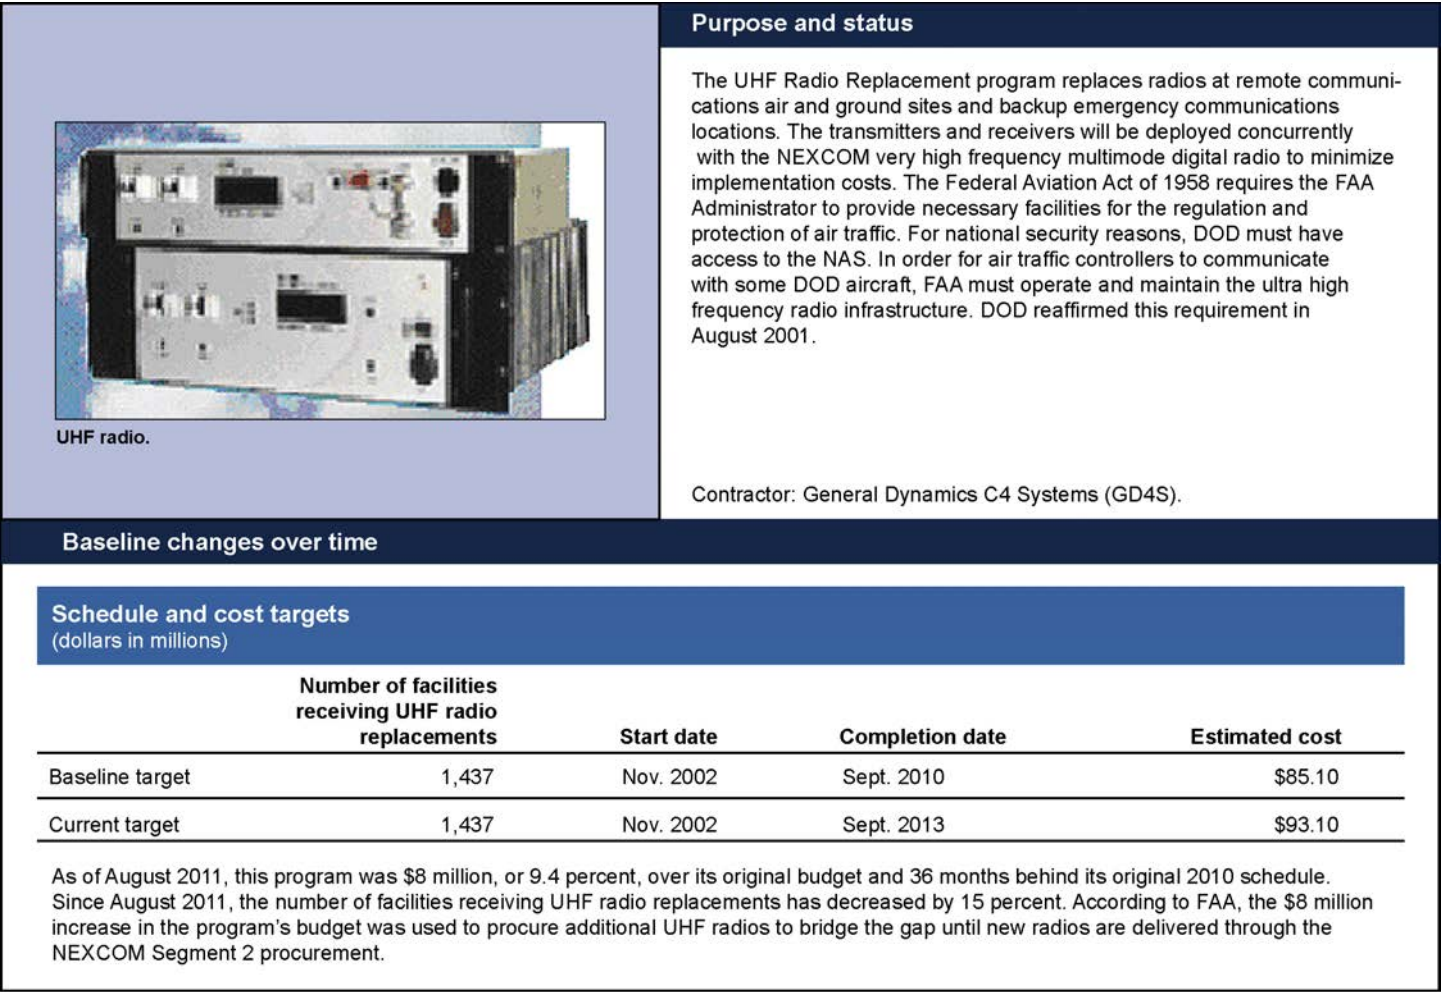 Purpose and status
The UHF Radio Replacement program replaces radios at remote communi-
cations air and ground sites and backup emergency communications
locations. The transmitters and receivers will be deployed concurrently
with the NEXCOM very high frequency multimode digital radio to minimize
implementation costs. The Federal Aviation Act of 1958 requires the FAA
Administrator to provide necessary facilities for the regulation and
protection of air traffic. For national security reasons, DOD must have
access to the NAS. In order for air traffic controllers to communicate
with some DOD aircraft, FAA must operate and maintain the ultra high
frequency radio infrastructure. DOD reaffirmed this requirement in
August 2001.
UHF radio.
Contractor: General Dynamics C4 Systems (GD4S).
Baseline changes over time
Schedule and cost targets
(dollars in millions)
Number of facilities
receiving UHF radio
replacements Start date Completion date Estimated cost
Baseline target 1,437 Nov. 2002 Sept. 2010 $85.10
Current target 1,437 Nov. 2002 Sept. 2013 $93.10
As of August 2011, this program was $8 million, or 9.4 percent, over its original budget and 36 months behind its original 2010 schedule.
Since August 2011, the number of facilities receiving UHF radio replacements has decreased by 15 percent. According to FAA, the $8 million
increase in the program's budget was used to procure additional UHF radios to bridge the gap until new radios are delivered through the
NEXCOM Segment 2 procurement.